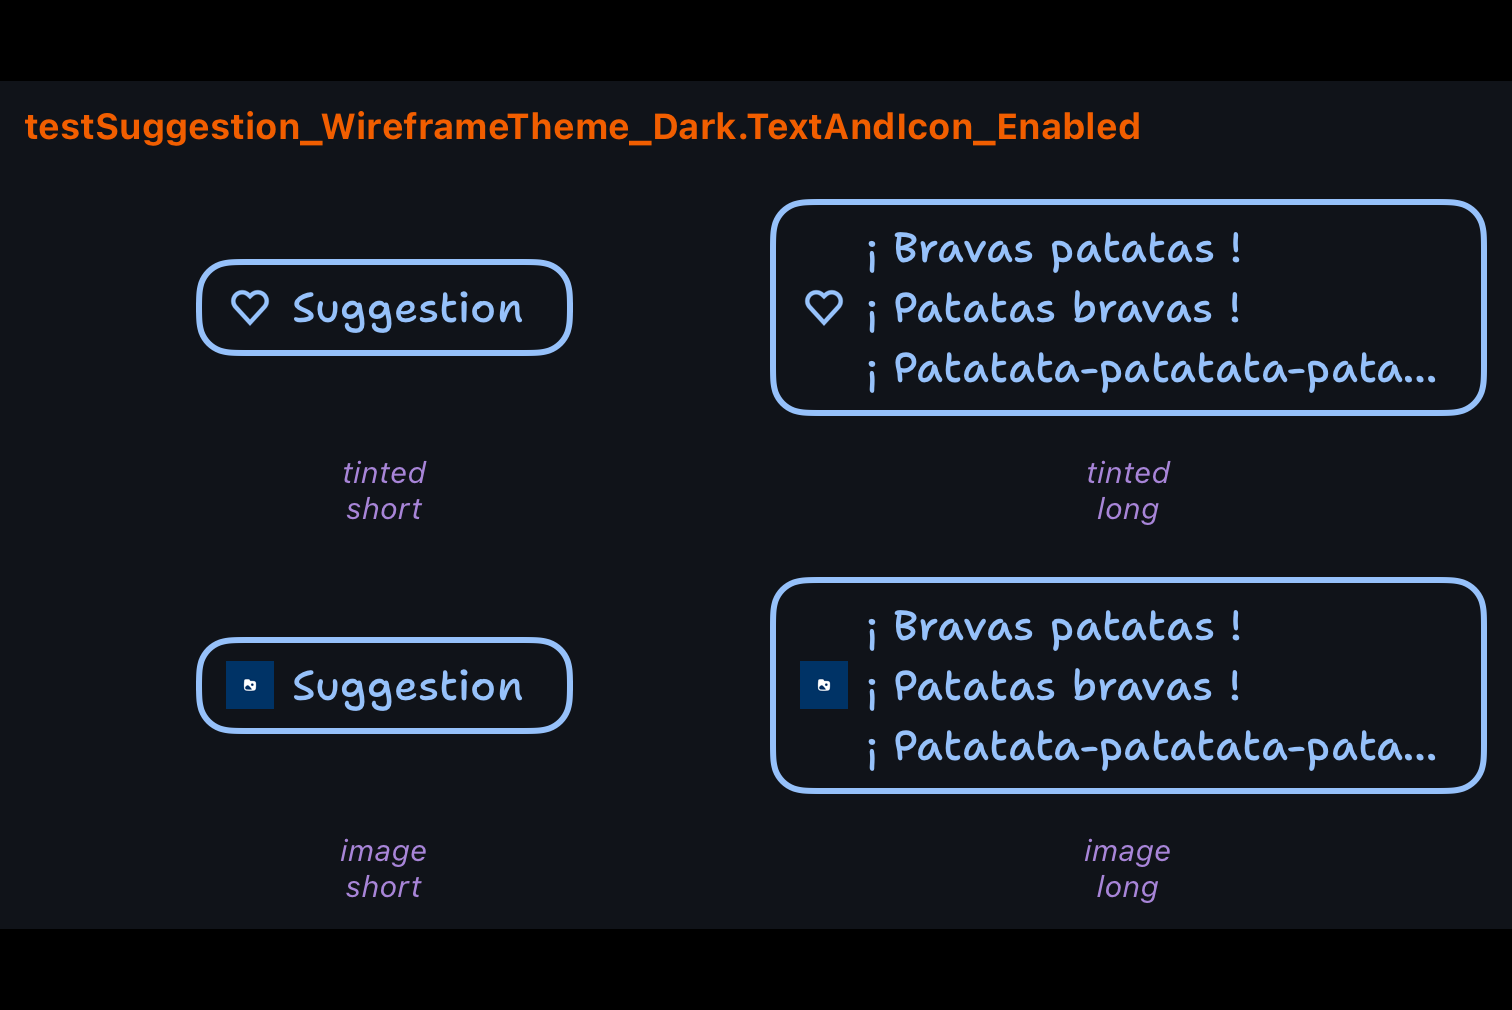 testSuggestion_WireframeTheme_Dark.TextAndIcon_Enabled
Suggestion
¡ Bravas patatas !
¡ Patatas bravas !
¡ Patatata-patatata-pata...
tinted
short
tinted
long
Suggestion
¡ Bravas patatas !
¡ Patatas bravas !
¡ Patatata-patatata-pata...
image
short
image
long